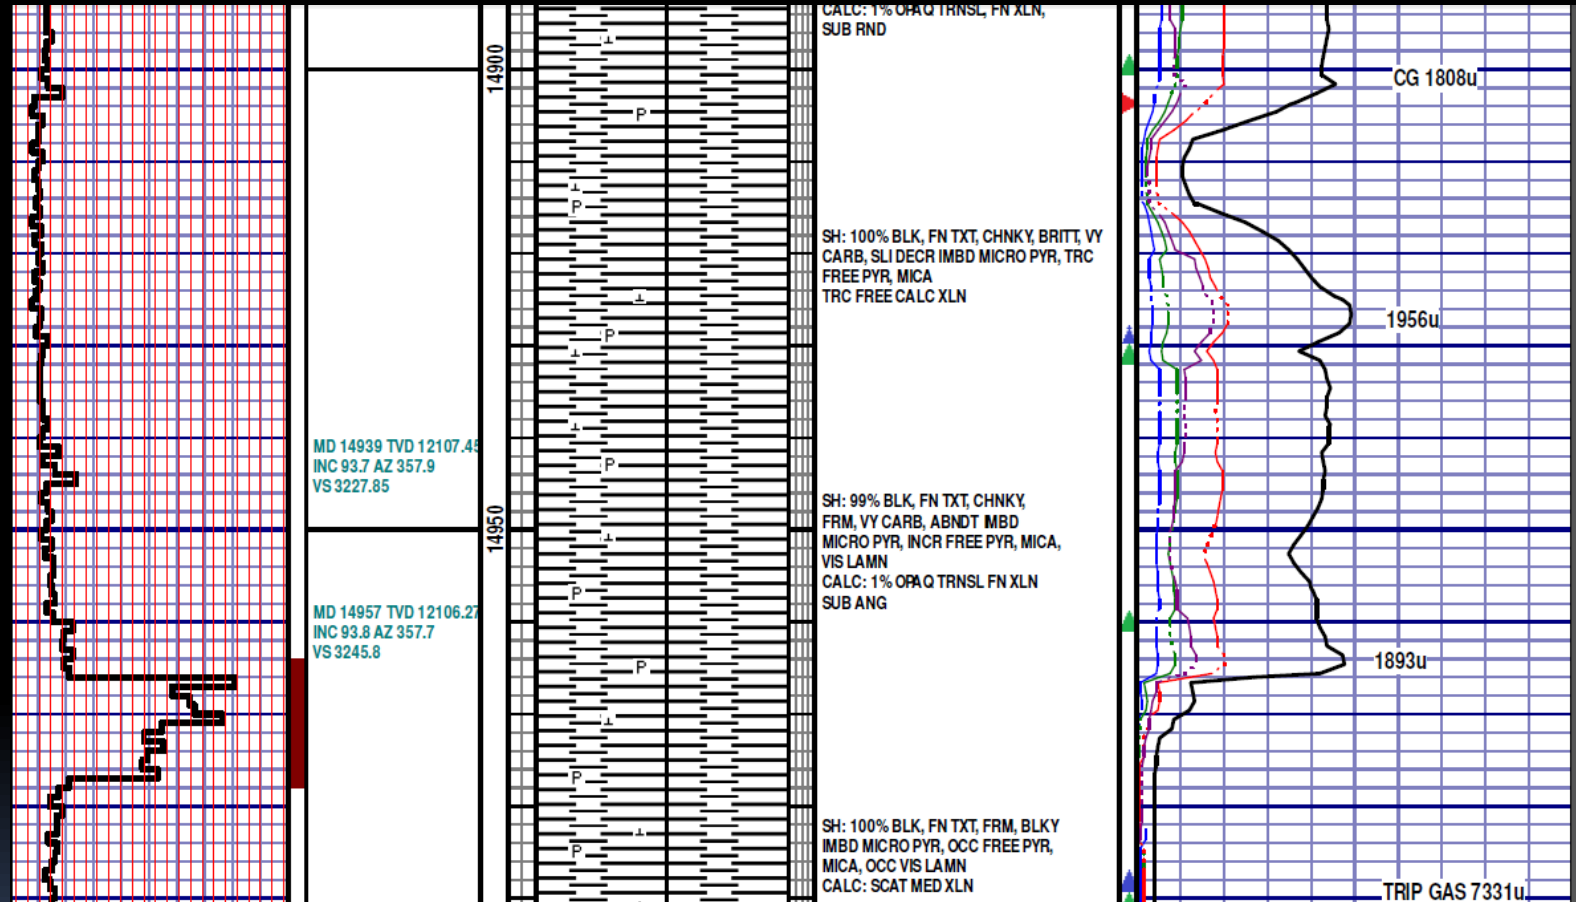 CALC: 1% OPAQ TRNSL, FN XLN,
SUB RND
14900
CG 1808u
P
P
SH: 100% BLK, FN TXT, CHNKY, BRITT, VY
CARB, SLI DECR IMBD MICRO PYR, TRC
FREE PYR, MICA
TRC FREE CALC XLN
1956u
P
MD 14939 TVD 12107.45
INC 93.7 AZ 357.9
VS 3227.85
P
14950
SH: 99% BLK, FN TXT, CHNKY,
FRM, VY CARB, ABNDT IMBD
MICRO PYR, INCR FREE PYR, MICA,
VIS LAMN
CALC: 1% OPAQ TRNSL FN XLN
SUB ANG
P
MD 14957 TVD 12106.27
INC 93.8 AZ 357.7
VS 3245.8
P
1893u
P
SH: 100% BLK, FN TXT, FRM, BLKY
IMBD MICRO PYR, OCC FREE PYR,
MICA, OCC VIS LAMN
CALC: SCAT MED XLN
P
TRIP GAS 7331u